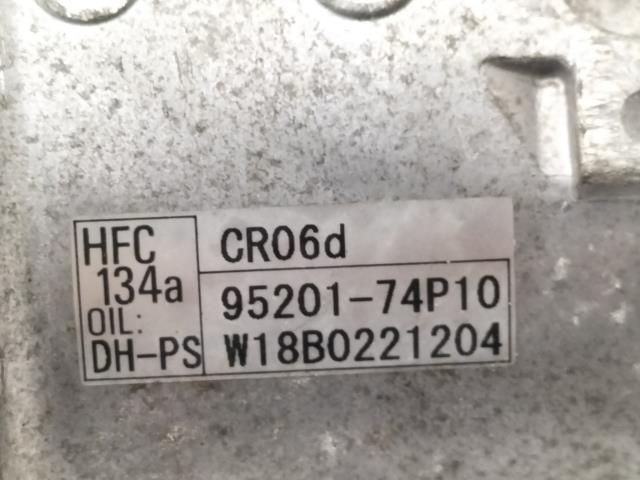 HFC
134a
OIL:
DH-PS
CR06d
95201-74P10
W18B0221204